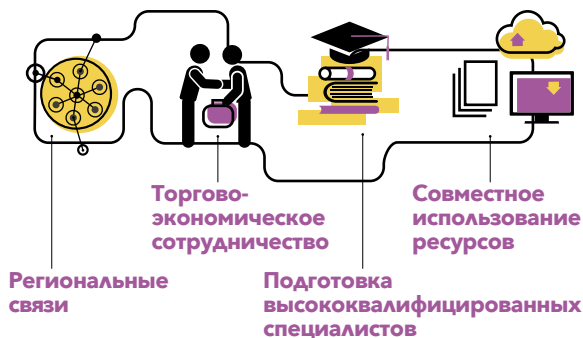 Торгово-
экономическое
сотрудничество
Совместное
использование
ресурсов
Региональные
связи
Подготовка
высококвалифицированных
специалистов